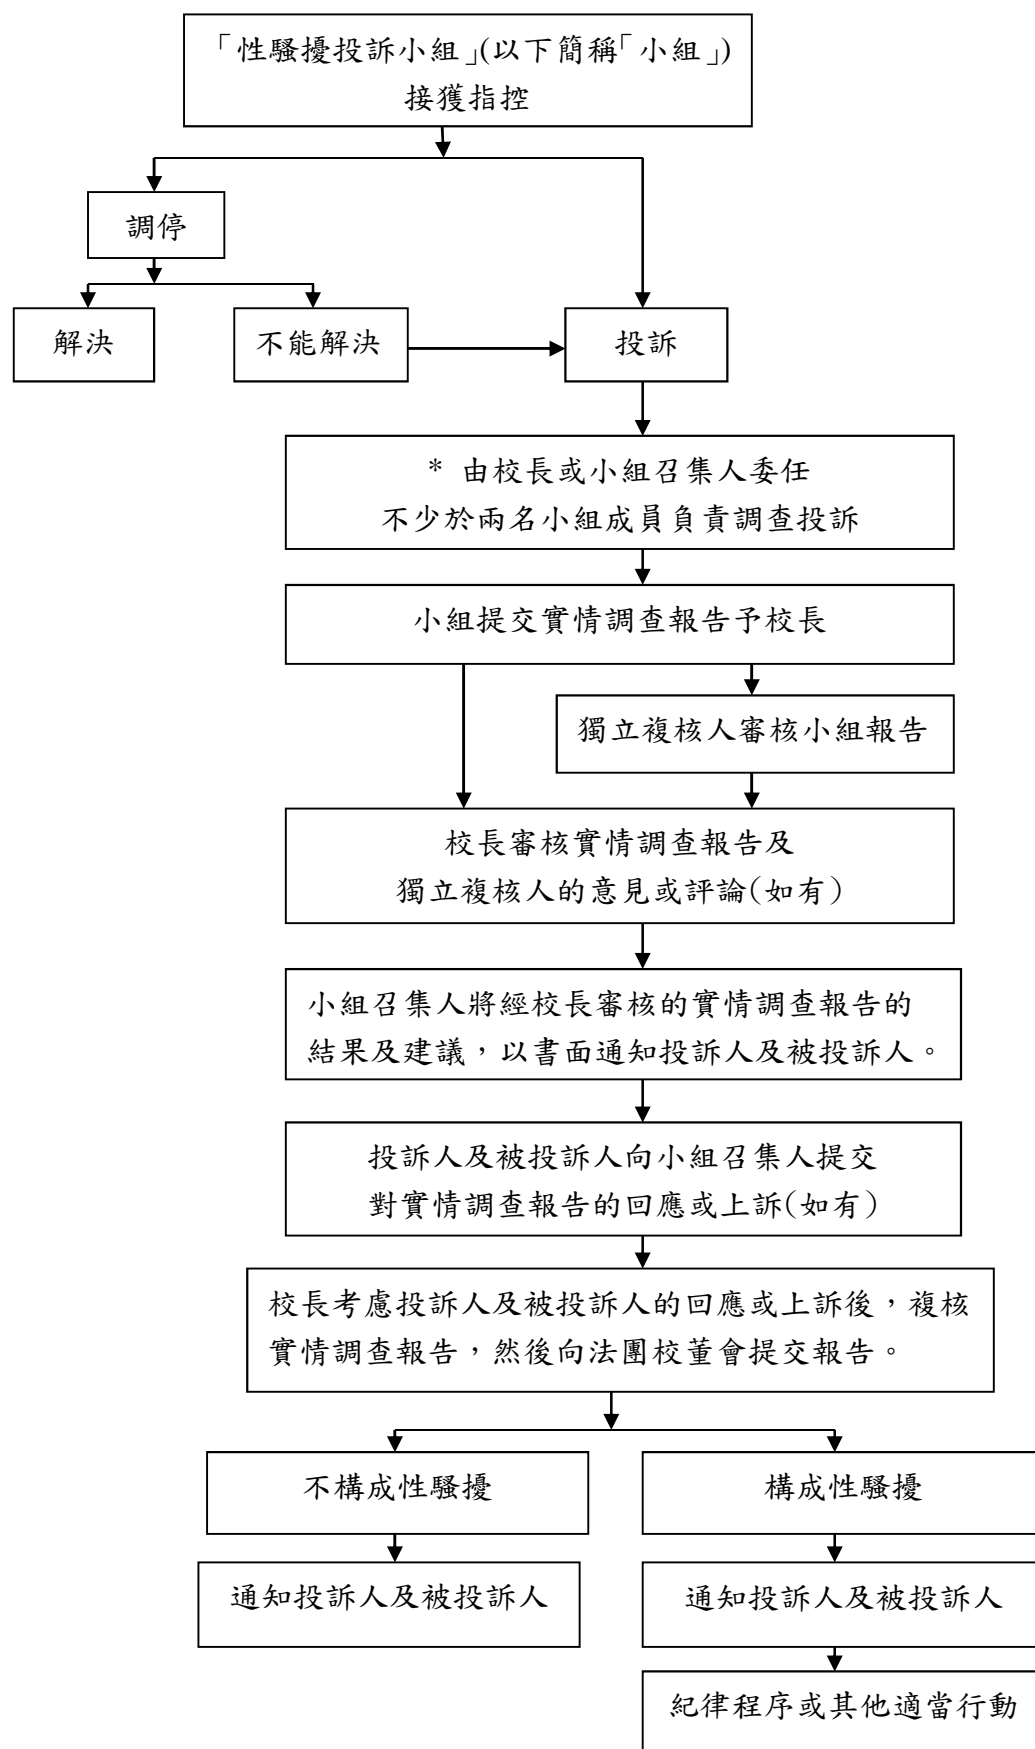 「性騷擾投訴小組」(以下簡稱「小組」)
接獲指控
調停
解決
不能解決
投訴
* 由校長或小組召集人委任
不少於兩名小組成員負責調查投訴
小組提交實情調查報告予校長
獨立複核人審核小組報告
校長審核實情調查報告及
獨立複核人的意見或評論(如有)
小組召集人將經校長審核的實情調查報告的
結果及建議，以書面通知投訴人及被投訴人。
投訴人及被投訴人向小組召集人提交
對實情調查報告的回應或上訴(如有)
校長考慮投訴人及被投訴人的回應或上訴後，複核
實情調查報告，然後向法團校董會提交報告。
不構成性騷擾
構成性騷擾
通知投訴人及被投訴人
通知投訴人及被投訴人
紀律程序或其他適當行動